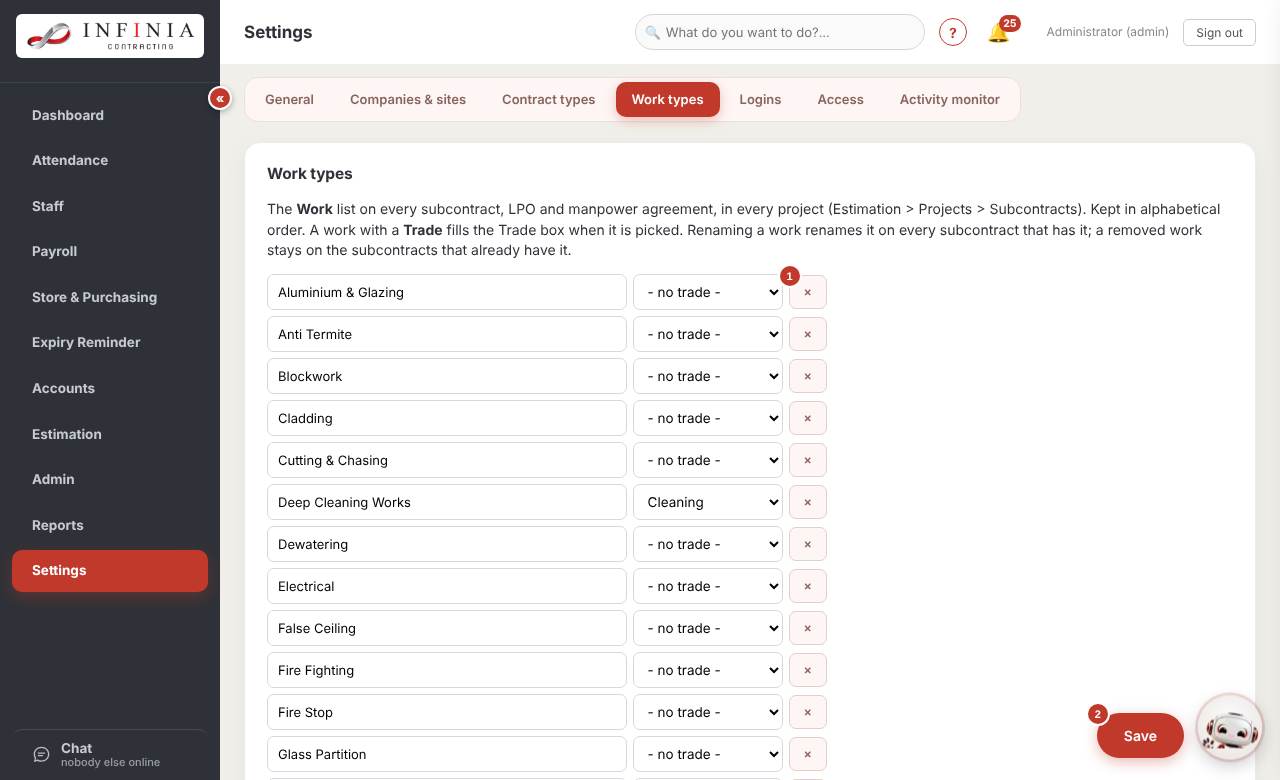 INFINIA
CONTRACTING
Settings
What do you want to do?...
?
25
Administrator (admin)
Sign out
«
Dashboard
Attendance
Staff
Payroll
Store & Purchasing
Expiry Reminder
Accounts
Estimation
Admin
Reports
Settings
Chat
nobody else online
General
Companies & sites
Contract types
Work types
Logins
Access
Activity monitor
Work types
The Work list on every subcontract, LPO and manpower agreement, in every project (Estimation > Projects > Subcontracts). Kept in alphabetical
order. A work with a Trade fills the Trade box when it is picked. Renaming a work renames it on every subcontract that has it; a removed work
stays on the subcontracts that already have it.
1
Aluminium & Glazing - no trade - ×
Anti Termite - no trade - ×
Blockwork - no trade - ×
Cladding - no trade - ×
Cutting & Chasing - no trade - ×
Deep Cleaning Works Cleaning ×
Dewatering - no trade - ×
Electrical - no trade - ×
False Ceiling - no trade - ×
Fire Fighting - no trade - ×
Fire Stop - no trade - ×
Glass Partition - no trade - ×
2
Save